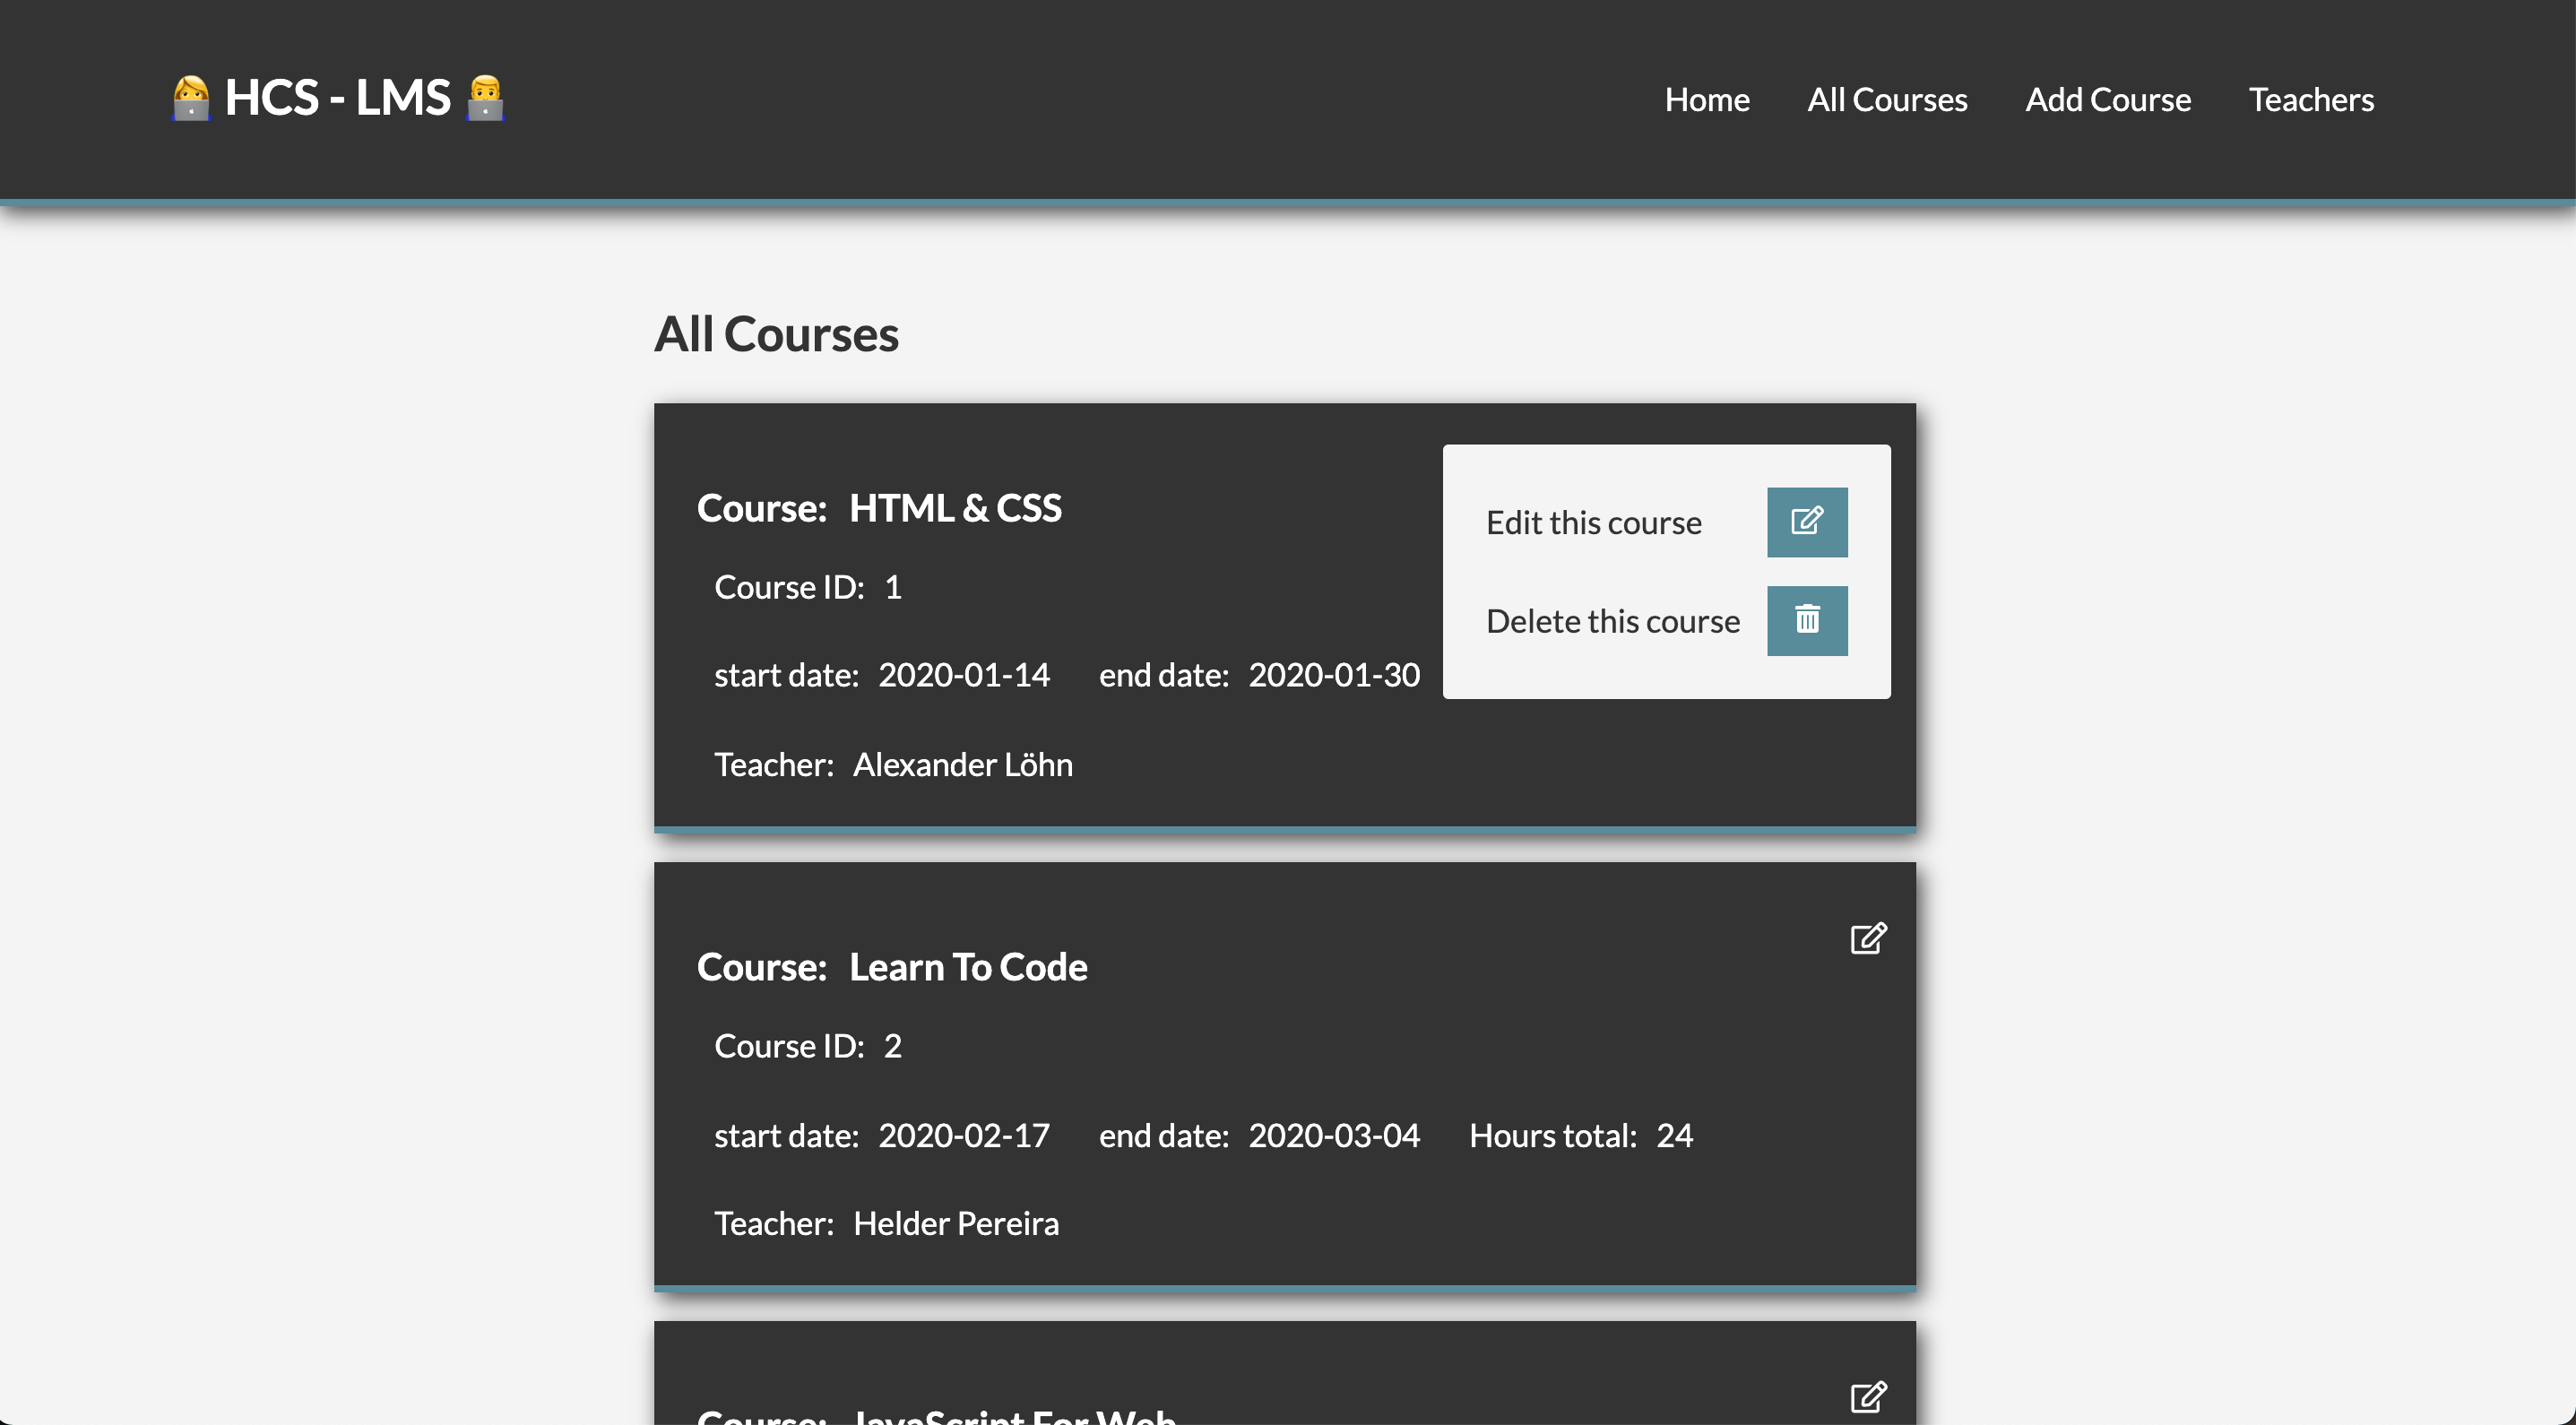 HCS - LMS
Home All Courses Add Course Teachers
All Courses
Course: HTML & CSS
Edit this course
Course ID: 1
Delete this course
start date: 2020-01-14 end date: 2020-01-30
Teacher: Alexander Löhn
Course: Learn To Code
Course ID: 2
start date: 2020-02-17 end date: 2020-03-04 Hours total: 24
Teacher: Helder Pereira
Course: JavaScript For Web